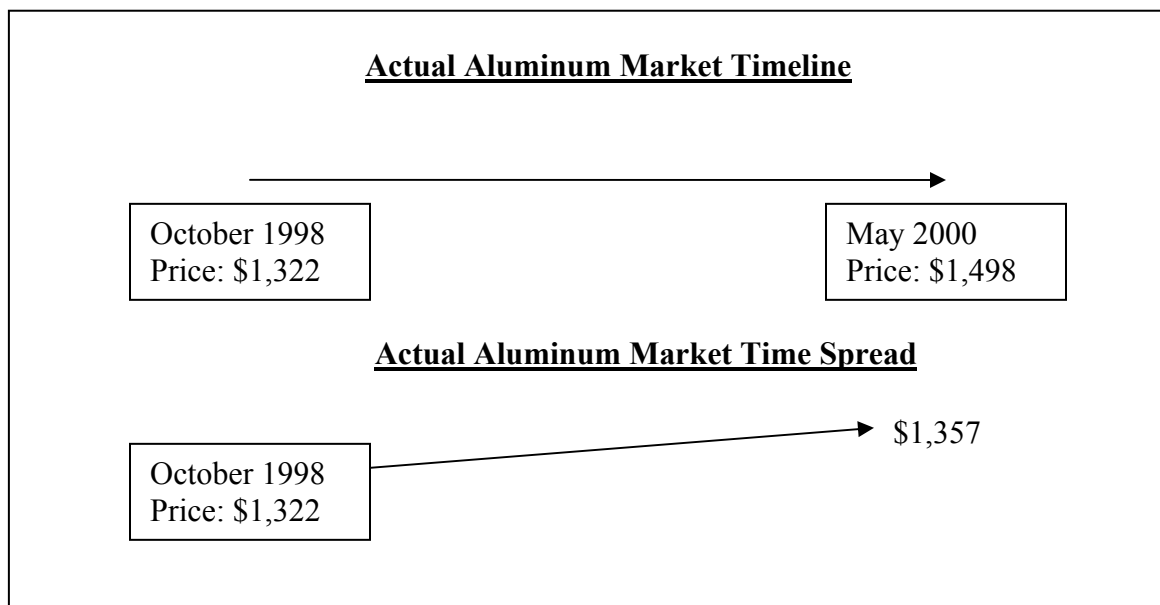 Actual Aluminum Market Timeline
October 1998
Price: $1,322
May 2000
Price: $1,498
Actual Aluminum Market Time Spread
$1,357
October 1998
Price: $1,322